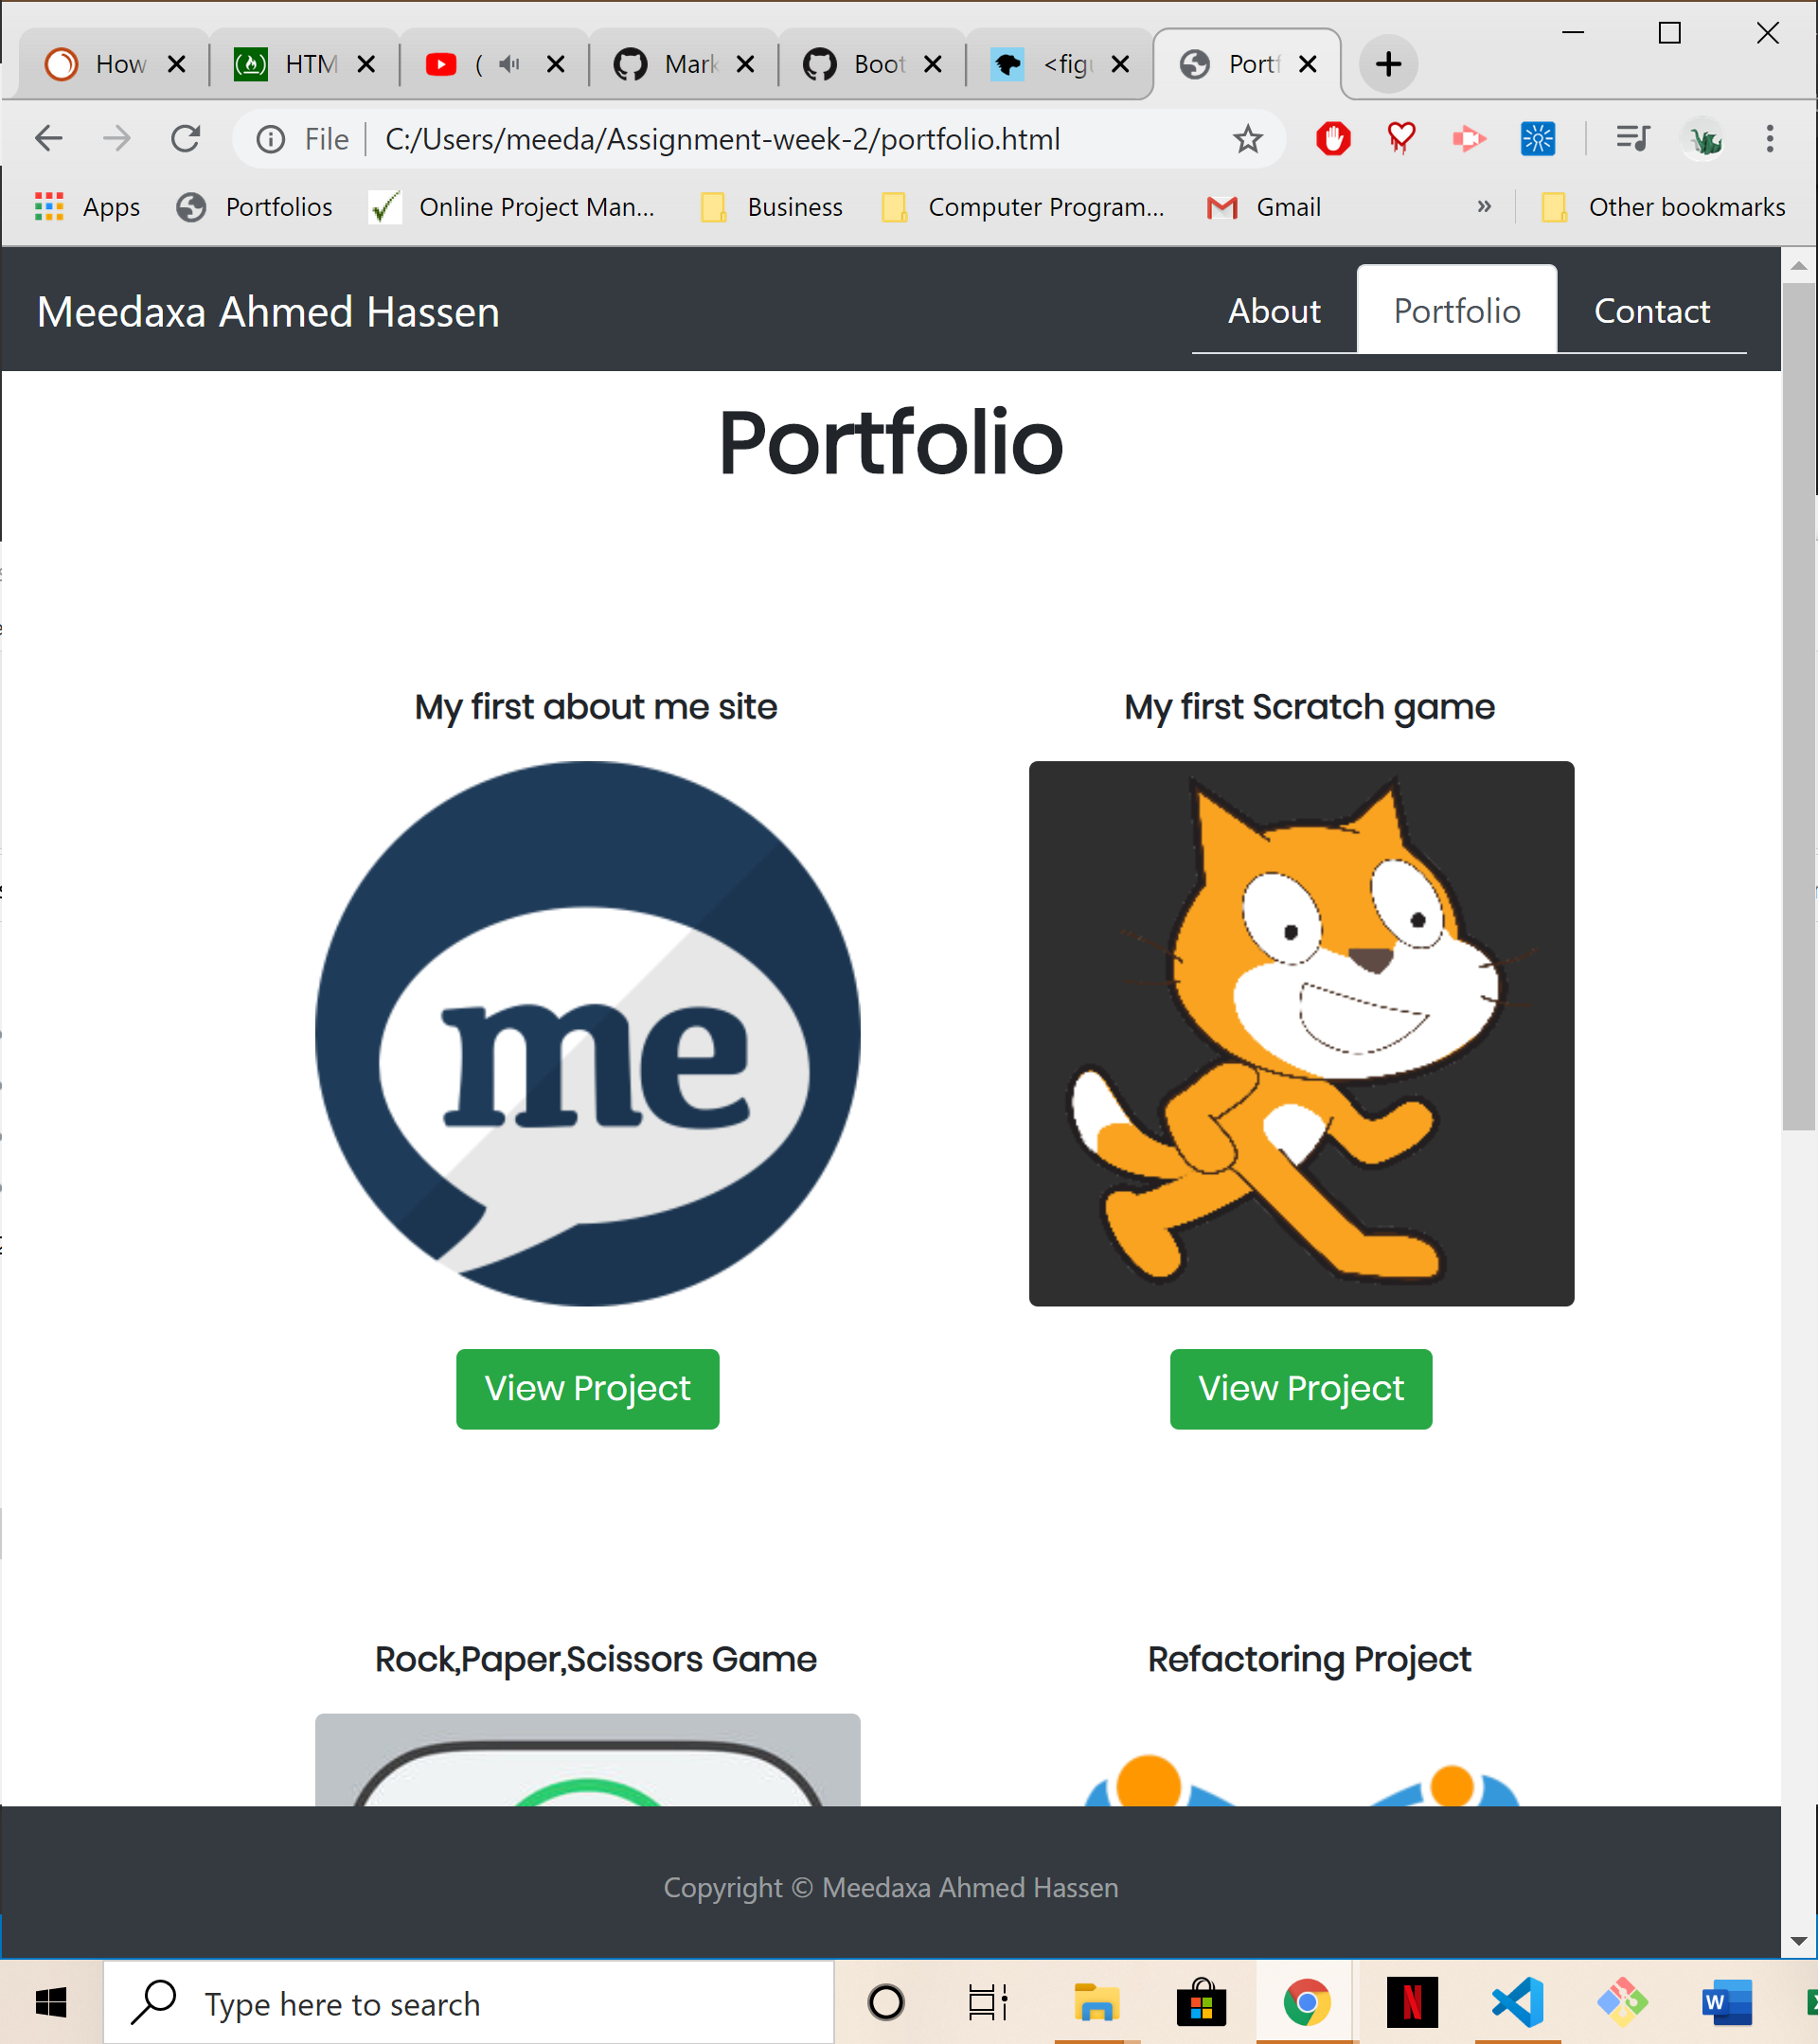 How
HTM
(
Mark
Boot
<figu
Portf
File
C:/Users/meeda/Assignment-week-2/portfolio.html
Apps
Portfolios
Online Project Man...
Business
Computer Program...
Gmail
»
Other bookmarks
Meedaxa Ahmed Hassen
About
Portfolio
Contact
Portfolio
My first about me site
My first Scratch game
me
View Project
View Project
Rock,Paper,Scissors Game
Refactoring Project
Copyright © Meedaxa Ahmed Hassen
Type here to search